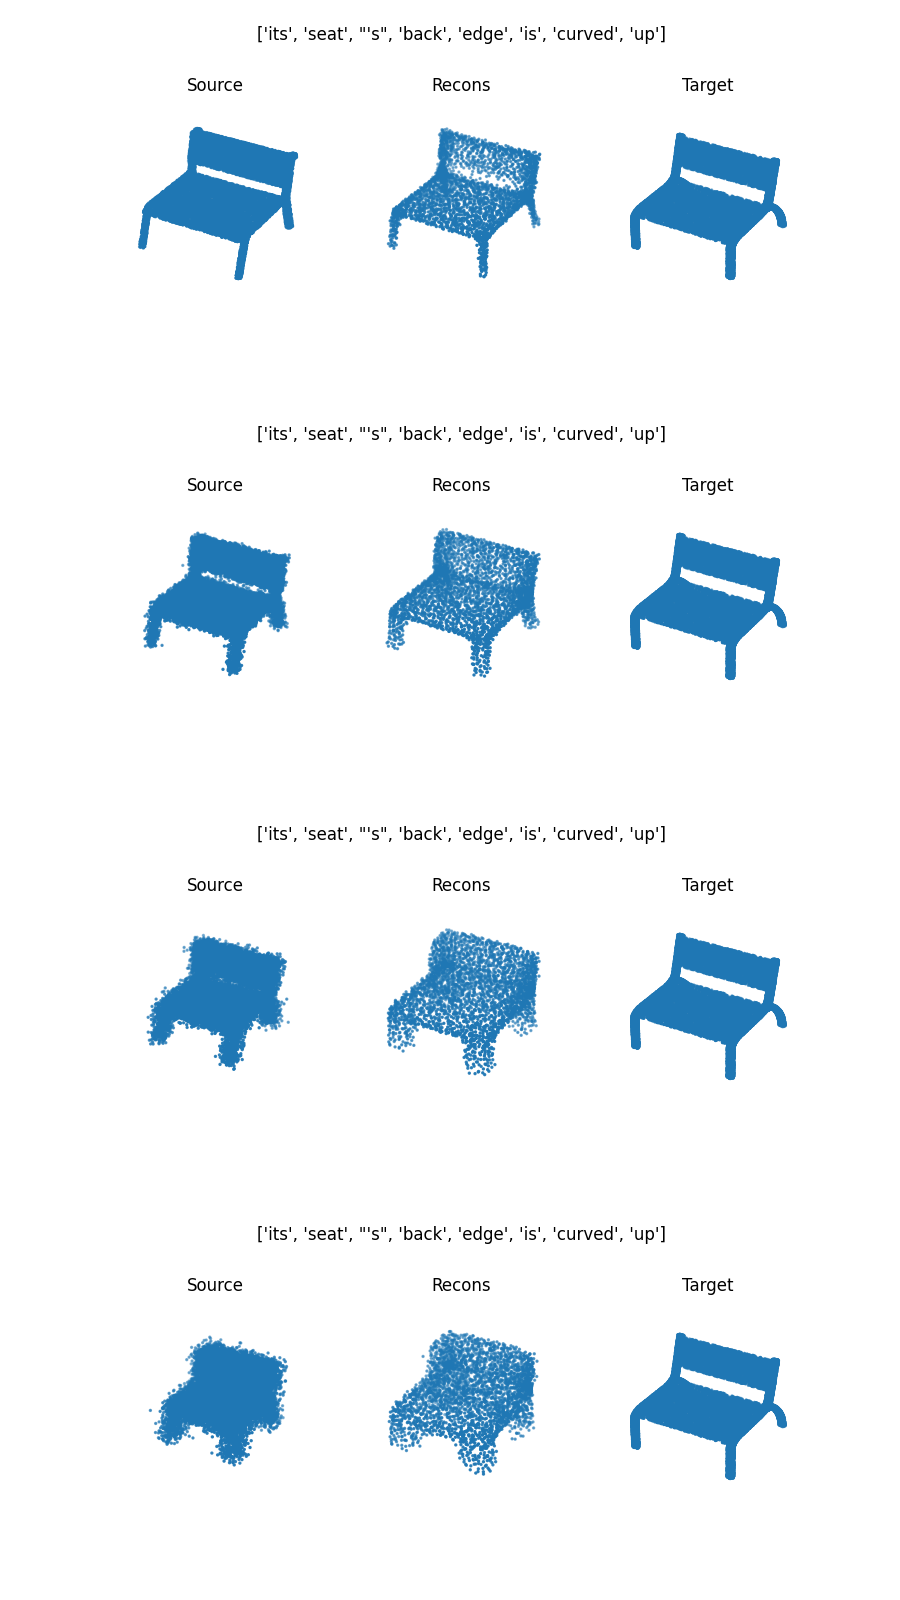 ['its', 'seat', "'s", 'back', 'edge', 'is', 'curved', 'up']
Source Recons Target
['its', 'seat', "'s", 'back', 'edge', 'is', 'curved', 'up']
Source Recons Target
['its', 'seat', "'s", 'back', 'edge', 'is', 'curved', 'up']
Source Recons Target
['its', 'seat', "'s", 'back', 'edge', 'is', 'curved', 'up']
Source Recons Target